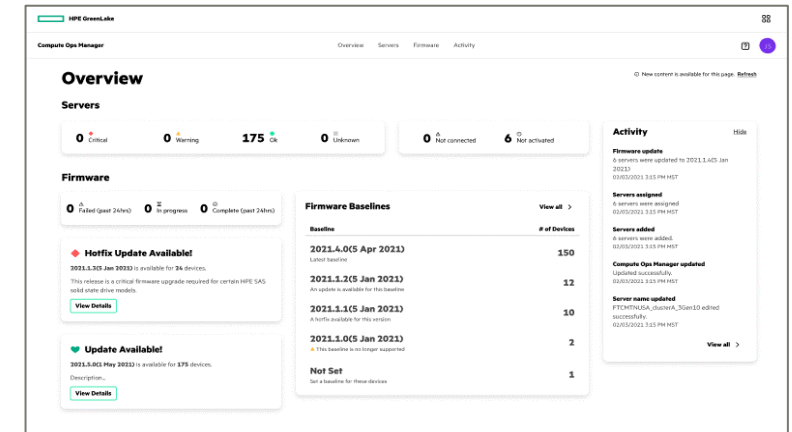 HPE GreenLake
Compute Ops Manager
Overview Servers Firmware Activity
JS
Overview
New content is available for this page. Refresh
Servers
0 Critical
0 Warning
175 Ok
0 Unknown
0 Not connected
6 Not activated
Firmware
0 Failed (past 24hrs)
0 In progress
0 Complete (past 24hrs)
Hotfix Update Available!
2021.1.3(5 Jan 2021) is available for 24 devices.
This release is a critical firmware upgrade required for certain HPE SAS
solid state drive models.
View Details
Update Available!
2021.5.0(1 May 2021) is available for 175 devices.
Description...
View Details
Firmware Baselines
View all
Baseline # of Devices
2021.4.0(5 Apr 2021) 150
Latest baseline
2021.1.2(5 Jan 2021) 12
An update is available for this baseline
2021.1.1(5 Jan 2021) 10
A hotfix available for this version
2021.1.0(5 Jan 2021) 2
This baseline is no longer supported
Not Set 1
Set a baseline for these devices
Activity Hide
Firmware update
6 servers were updated to 2021.1.4(5 Jan
2021)
03/03/2021 3:15 PM MST
Servers assigned
6 servers were assigned
02/03/2021 3:15 PM MST
Servers added
6 servers were added.
02/03/2021 3:15 PM MST
Compute Ops Manager updated
Updated successfully.
02/03/2021 3:15 PM MST
Server name updated
FTCMTNUSA_clusterA_3Gen10 edited
successfully.
02/03/2021 3:15 PM MST
View all